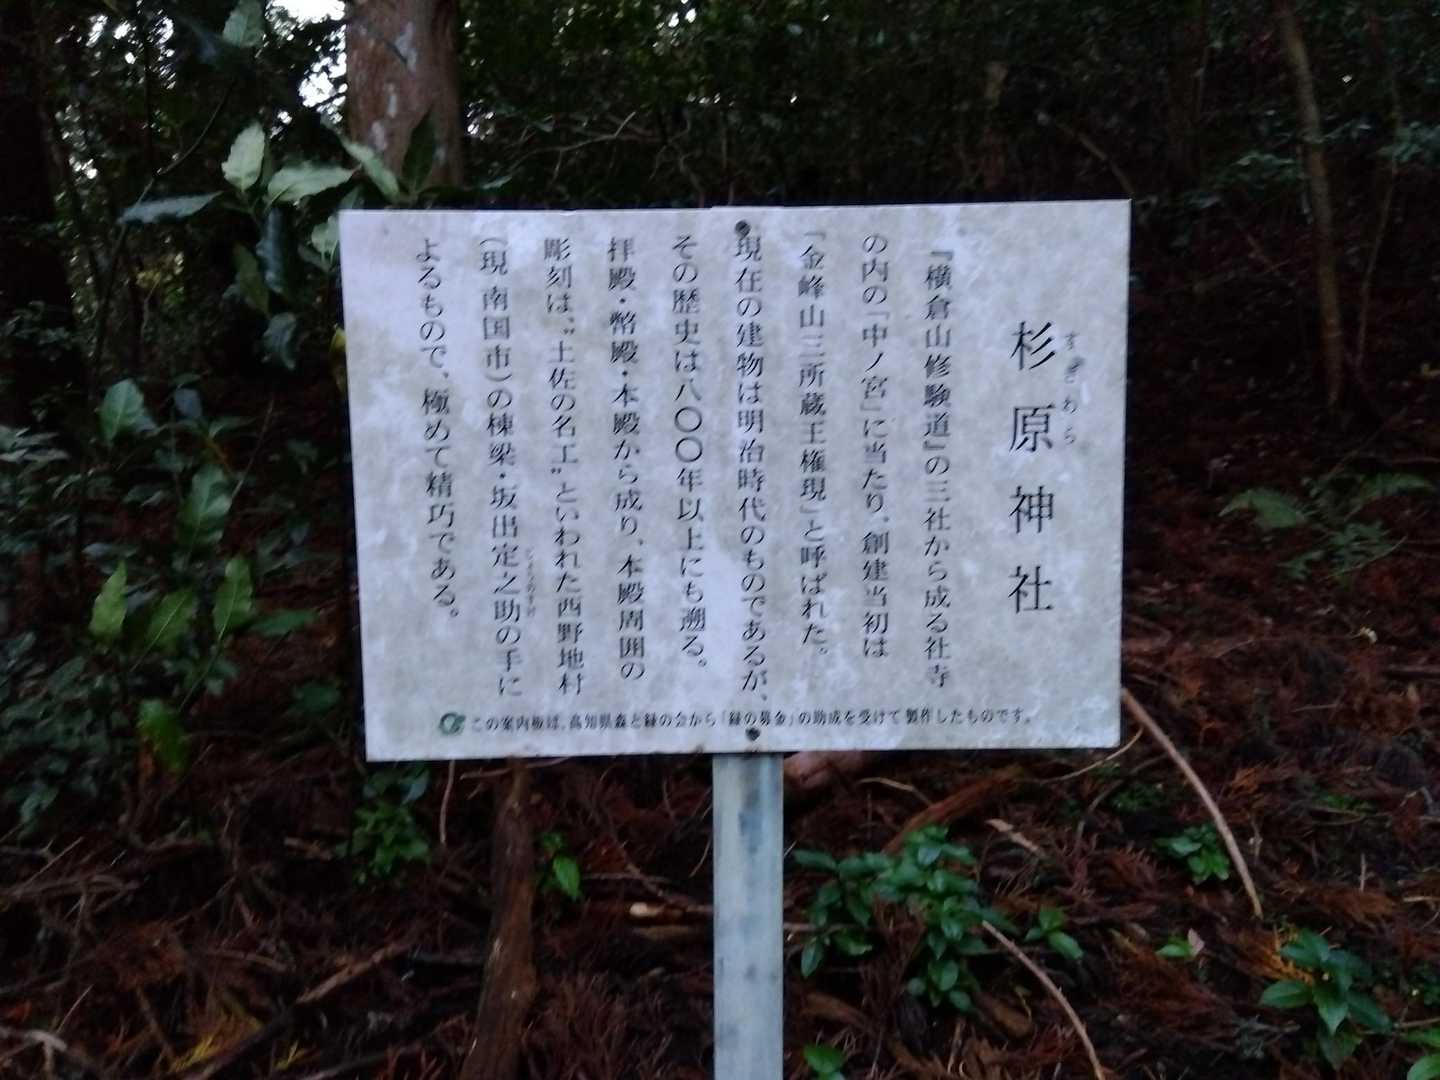 杉原神社
すぎわら
『横倉山修験道』の三社から成る社寺
の内の「中ノ宮」に当たり、創建当初は
「金峰山三所蔵王権現」と呼ばれた。
現在の建物は明治時代のものであるが、
その歴史は八〇〇年以上にも遡る。
拝殿・幣殿・本殿から成り、本殿周囲の
彫刻は、〝土佐の名工〟といわれた西野地村
(現 南国市)の棟梁・坂出定之助の手に
よるもので、極めて精巧である。
この案内板は、高知県森と緑の会から「緑の募金」の助成を受けて製作したものです。